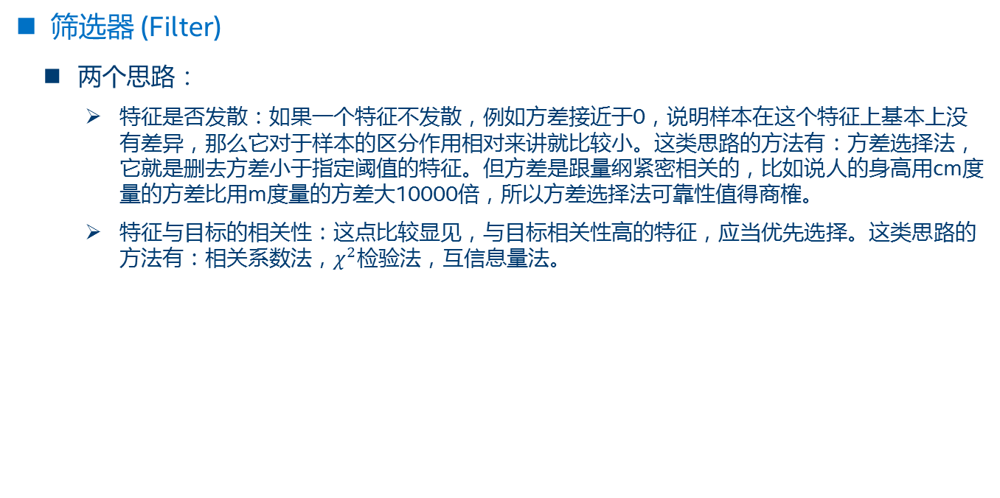 筛选器 (Filter)
两个思路：
特征是否发散：如果一个特征不发散，例如方差接近于0，说明样本在这个特征上基本上没
有差异，那么它对于样本的区分作用相对来讲就比较小。这类思路的方法有：方差选择法，
它就是删去方差小于指定阈值的特征。但方差是跟量纲紧密相关的，比如说人的身高用cm度
量的方差比用m度量的方差大10000倍，所以方差选择法可靠性值得商榷。
特征与目标的相关性：这点比较显见，与目标相关性高的特征，应当优先选择。这类思路的
方法有：相关系数法，χ²检验法，互信息量法。